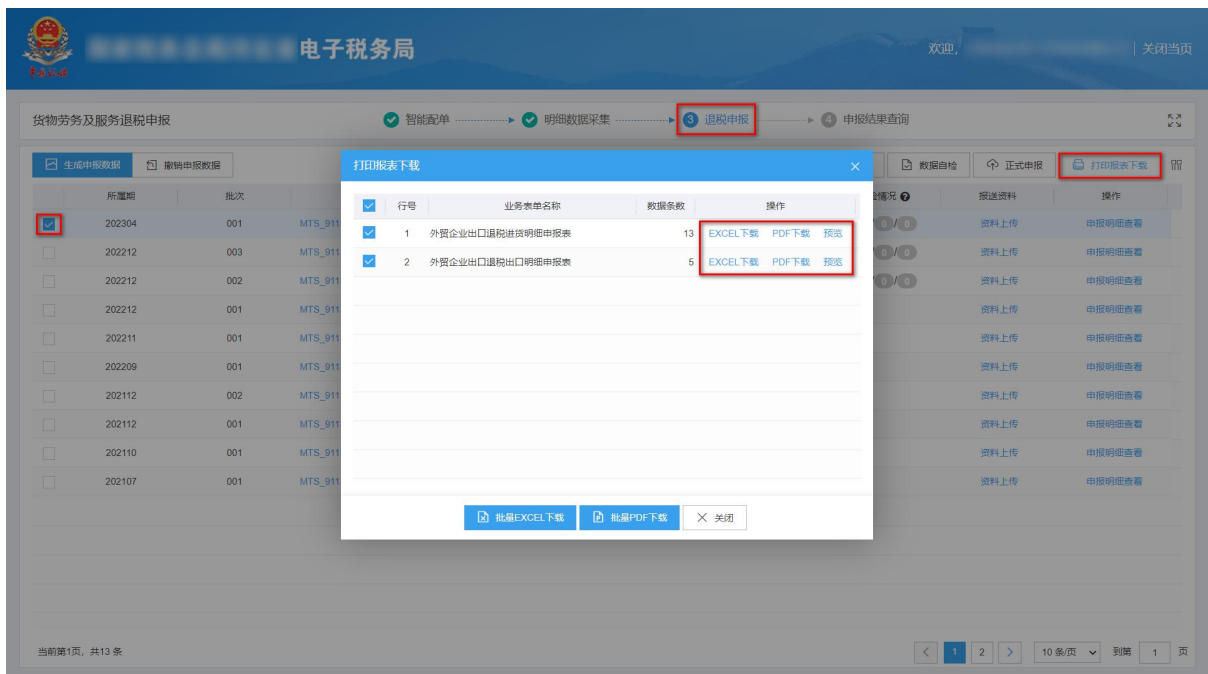 电子税务局
欢迎,
关闭当页
货物劳务及服务退税申报
智能配单
明细数据采集
3 退税申报
4 申报结果查询
生成申报数据 撤销申报数据
数据自检 正式申报 打印报表下载
打印报表下载
所属期 批次
报送资料 操作
行号 业务表单名称 数据条数 操作
1 外贸企业出口退税进货明细申报表 13 EXCEL下载 PDF下载 预览
2 外贸企业出口退税出口明细申报表 5 EXCEL下载 PDF下载 预览
202304 001 MTS_911 0 / 0 资料上传 申报明细查看
202212 003 MTS_911 0 / 0 资料上传 申报明细查看
202212 002 MTS_911 0 / 0 资料上传 申报明细查看
202212 001 MTS_911 资料上传 申报明细查看
202211 001 MTS_911 资料上传 申报明细查看
202209 001 MTS_911 资料上传 申报明细查看
202112 002 MTS_911 资料上传 申报明细查看
202112 001 MTS_911 资料上传 申报明细查看
202110 001 MTS_911 资料上传 申报明细查看
202107 001 MTS_911 资料上传 申报明细查看
批量EXCEL下载 批量PDF下载 关闭
当前第1页，共13 条
1 2 10 条/页 到第 1 页